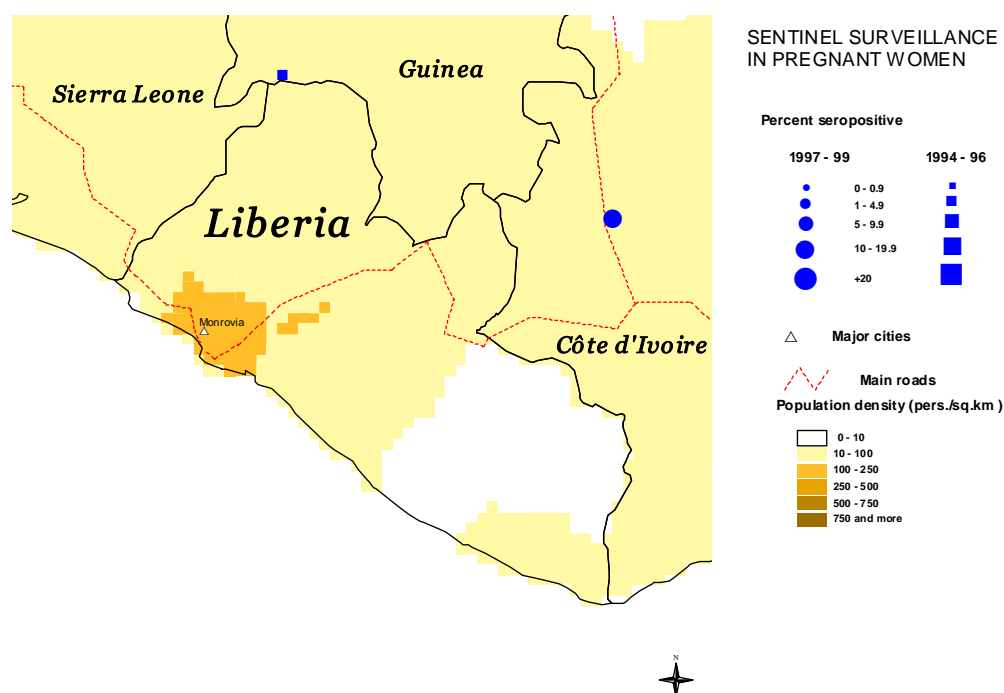 SENTINEL SURVEILLANCE
IN PREGNANT WOMEN
Guinea
Sierra Leone
Liberia
Monrovia
Côte d'Ivoire
Percent seropositive
1997 - 99 1994 - 96
0 - 0.9
1 - 4.9
5 - 9.9
10 - 19.9
+20
Major cities
Main roads
Population density (pers./sq.km )
0 - 10
10 - 100
100 - 250
250 - 500
500 - 750
750 and more
N